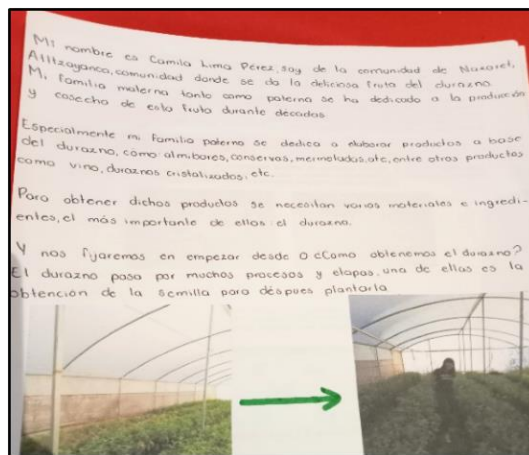 Mi nombre es Camila Lima Pérez, soy de la comunidad de Nazaret,
Altltzayanca, comunidad donde se da la deliciosa fruta del durazno.
Mi familia materna tanto como paterna se ha dedicado a la producción
y cosecha de esta fruta durante decadas
Especialmente mi familia paterna se dedica a elaborar productos a base
del durazno, como almibares, conservas, mermeladas, etc, entre otros productos
como vino, duraznos cristalizados, etc.
Para obtener dichos productos se necesitan varios materiales e ingredi-
entes, el más importante de ellos: el durazno.
Y nos fijaremos en empezar desde 0 ¿Como obtenemos el durazno?
El durazno pasa por muchos procesos y etapas, una de ellas es la
obtención de la semilla para déspues plantarla